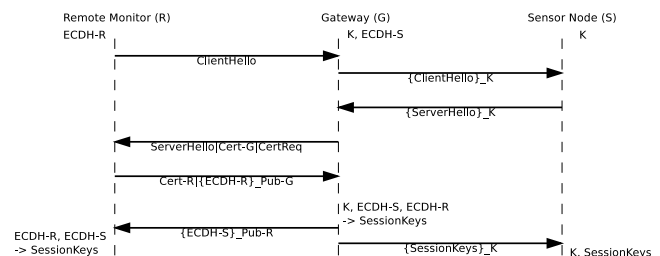 Remote Monitor (R) Gateway (G) Sensor Node (S)
ECDH-R K, ECDH-S K
ClientHello
{ClientHello}_K
{ServerHello}_K
ServerHello|Cert-G|CertReq
Cert-R|{ECDH-R}_Pub-G
K, ECDH-S, ECDH-R
-> SessionKeys
{ECDH-S}_Pub-R
ECDH-R, ECDH-S
-> SessionKeys
{SessionKeys}_K
K, SessionKeys